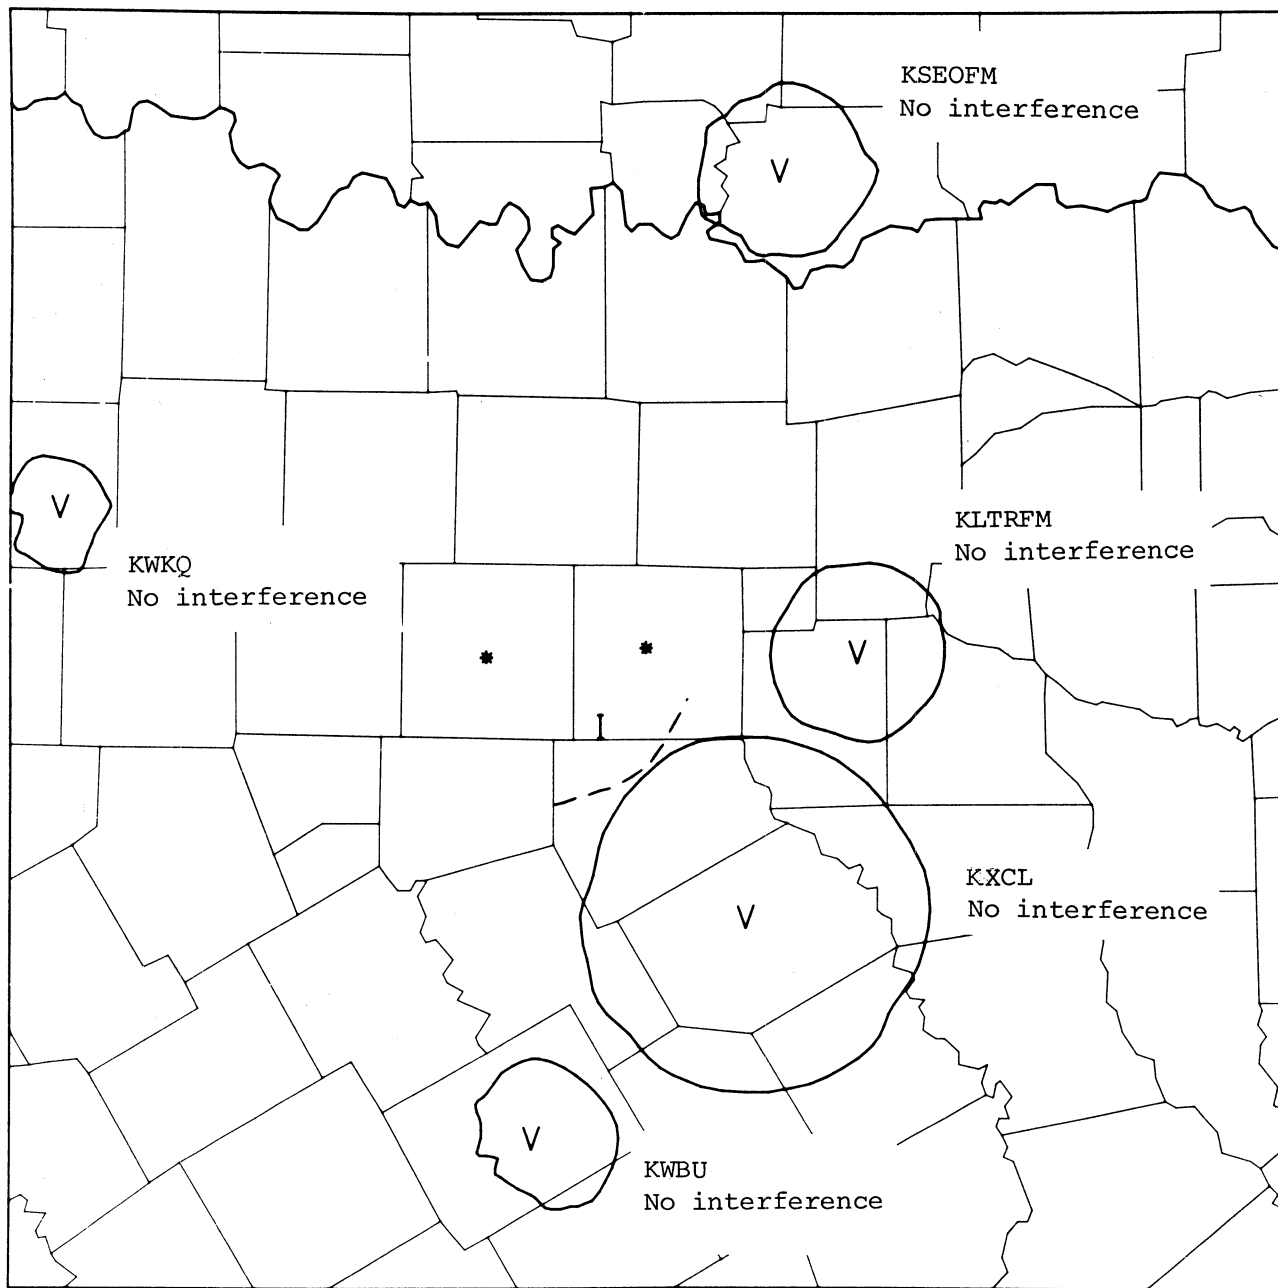 KSEOFM
No interference
V
V
KLTRFM
No interference
KWKQ
No interference
*
*
V
I
KXCL
No interference
V
V
KWBU
No interference